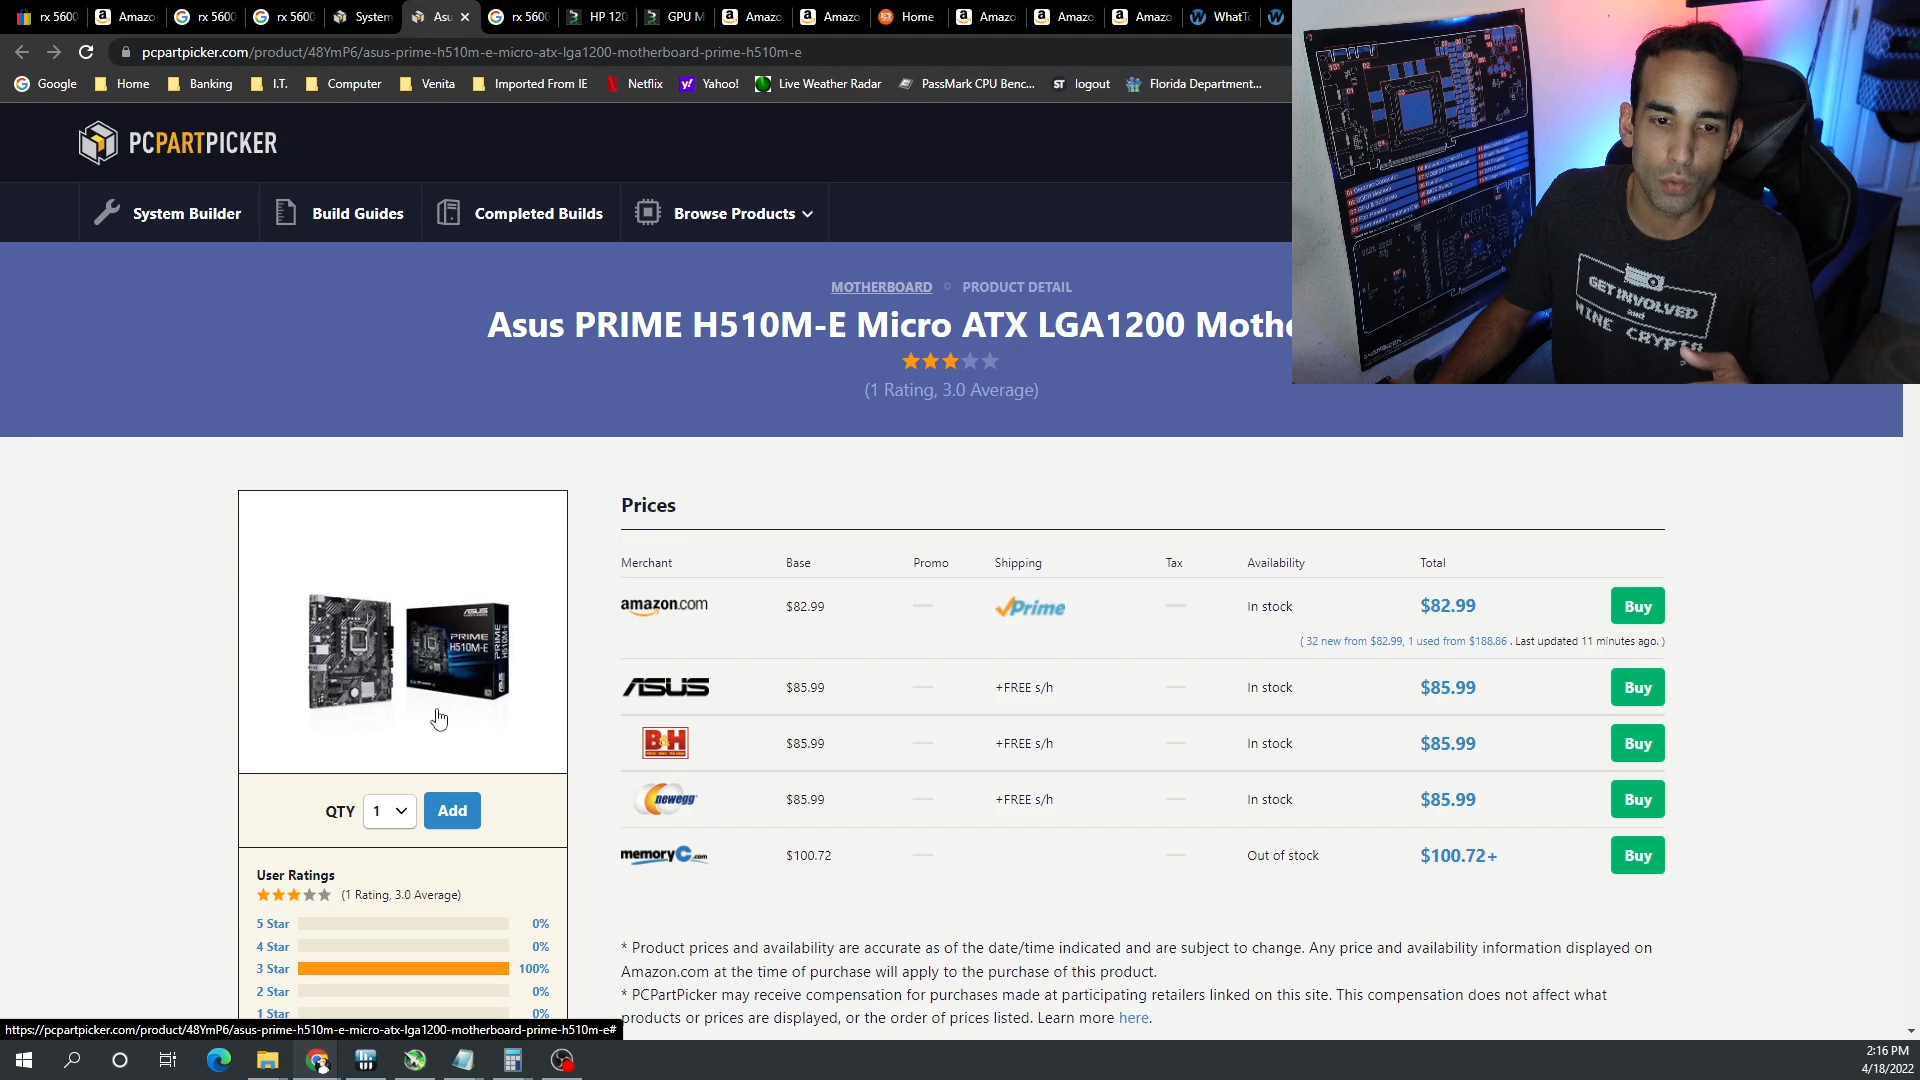 rx 5600
Amazo
rx 5600
rx 5600
System
Asu
rx 5600
HP 120
GPU M
Amazo
Amazo
Home
Amazo
Amazo
Amazo
WhatTo
pcpartpicker.com/product/48YmP6/asus-prime-h510m-e-micro-atx-lga1200-motherboard-prime-h510m-e
Google
Home
Banking
I.T.
Computer
Venita
Imported From IE
Netflix
Yahoo!
Live Weather Radar
PassMark CPU Benc...
logout
Florida Department...
PCPARTPICKER
System Builder
Build Guides
Completed Builds
Browse Products
MOTHERBOARD
PRODUCT DETAIL
Asus PRIME H510M-E Micro ATX LGA1200 Mothe
(1 Rating, 3.0 Average)
GET INVOLVED
and
MINE CRYPTO
ASUS
PRIME
H510M-E
QTY 1 Add
User Ratings
(1 Rating, 3.0 Average)
5 Star 0%
4 Star 0%
3 Star 100%
2 Star 0%
1 Star 0%
Prices
Merchant Base Promo Shipping Tax Availability Total
amazon.com $82.99 — Prime — In stock $82.99 Buy
( 32 new from $82.99, 1 used from $188.86 . Last updated 11 minutes ago. )
ASUS $85.99 — +FREE s/h — In stock $85.99 Buy
B&H $85.99 — +FREE s/h — In stock $85.99 Buy
newegg $85.99 — +FREE s/h — In stock $85.99 Buy
memoryC.com $100.72 — — Out of stock $100.72+ Buy
* Product prices and availability are accurate as of the date/time indicated and are subject to change. Any price and availability information displayed on
Amazon.com at the time of purchase will apply to the purchase of this product.
* PCPartPicker may receive compensation for purchases made at participating retailers linked on this site. This compensation does not affect what
products or prices are displayed, or the order of prices listed. Learn more here.
https://pcpartpicker.com/product/48YmP6/asus-prime-h510m-e-micro-atx-lga1200-motherboard-prime-h510m-e#
2:16 PM
4/18/2022